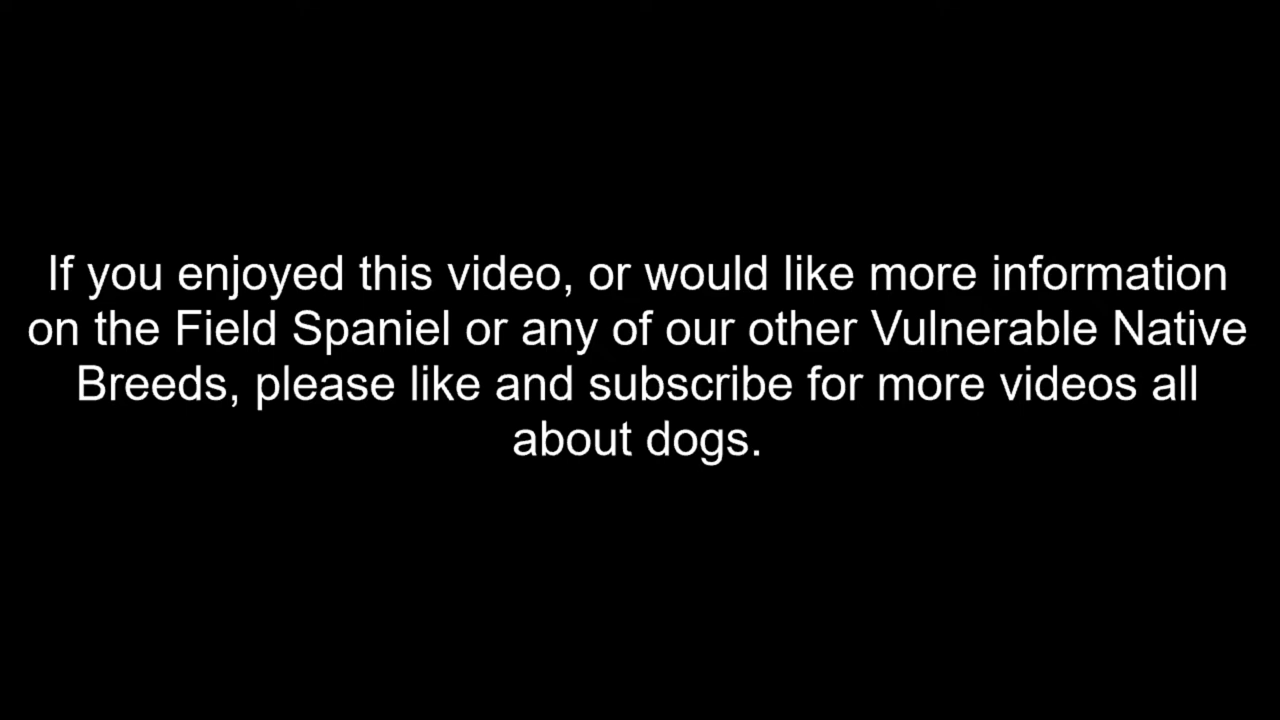 If you enjoyed this video, or would like more information
on the Field Spaniel or any of our other Vulnerable Native
Breeds, please like and subscribe for more videos all
about dogs.